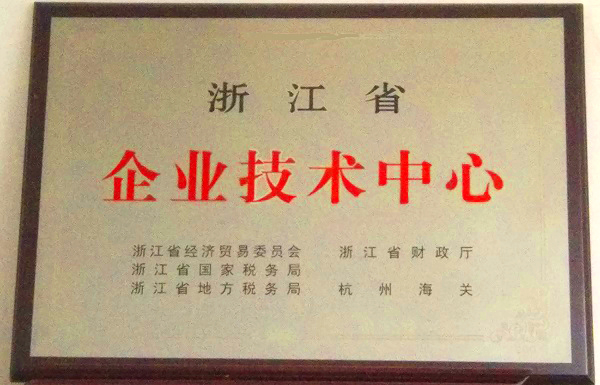 浙江省
企业技术中心
浙江省经济贸易委员会 浙江省财政厅
浙江省国家税务局
浙江省地方税务局 杭州海关